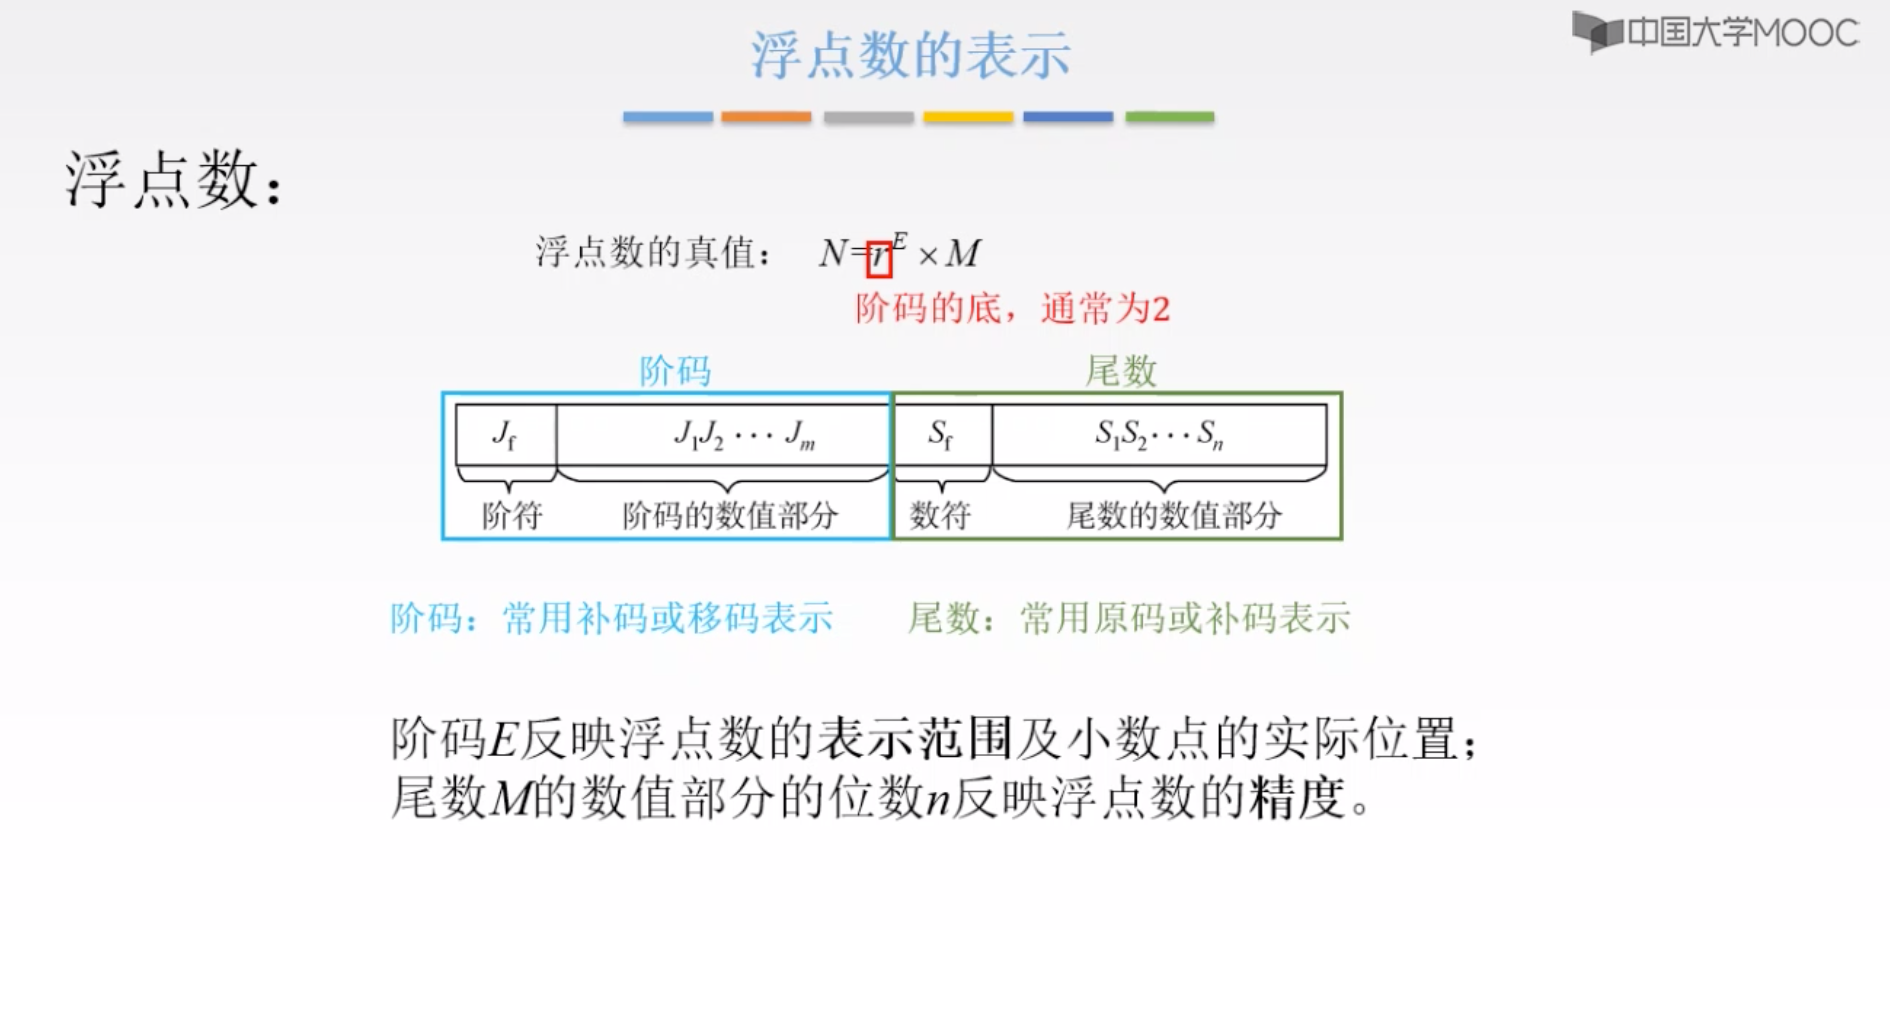 中国大学MOOC
浮点数的表示
浮点数：
浮点数的真值： N=r^E ×M
阶码的底，通常为2
阶码 尾数
J_f J_1J_2 ··· J_m S_f S_1S_2···S_n
阶符 阶码的数值部分 数符 尾数的数值部分
阶码：常用补码或移码表示 尾数：常用原码或补码表示
阶码E反映浮点数的表示范围及小数点的实际位置；
尾数M的数值部分的位数n反映浮点数的精度。